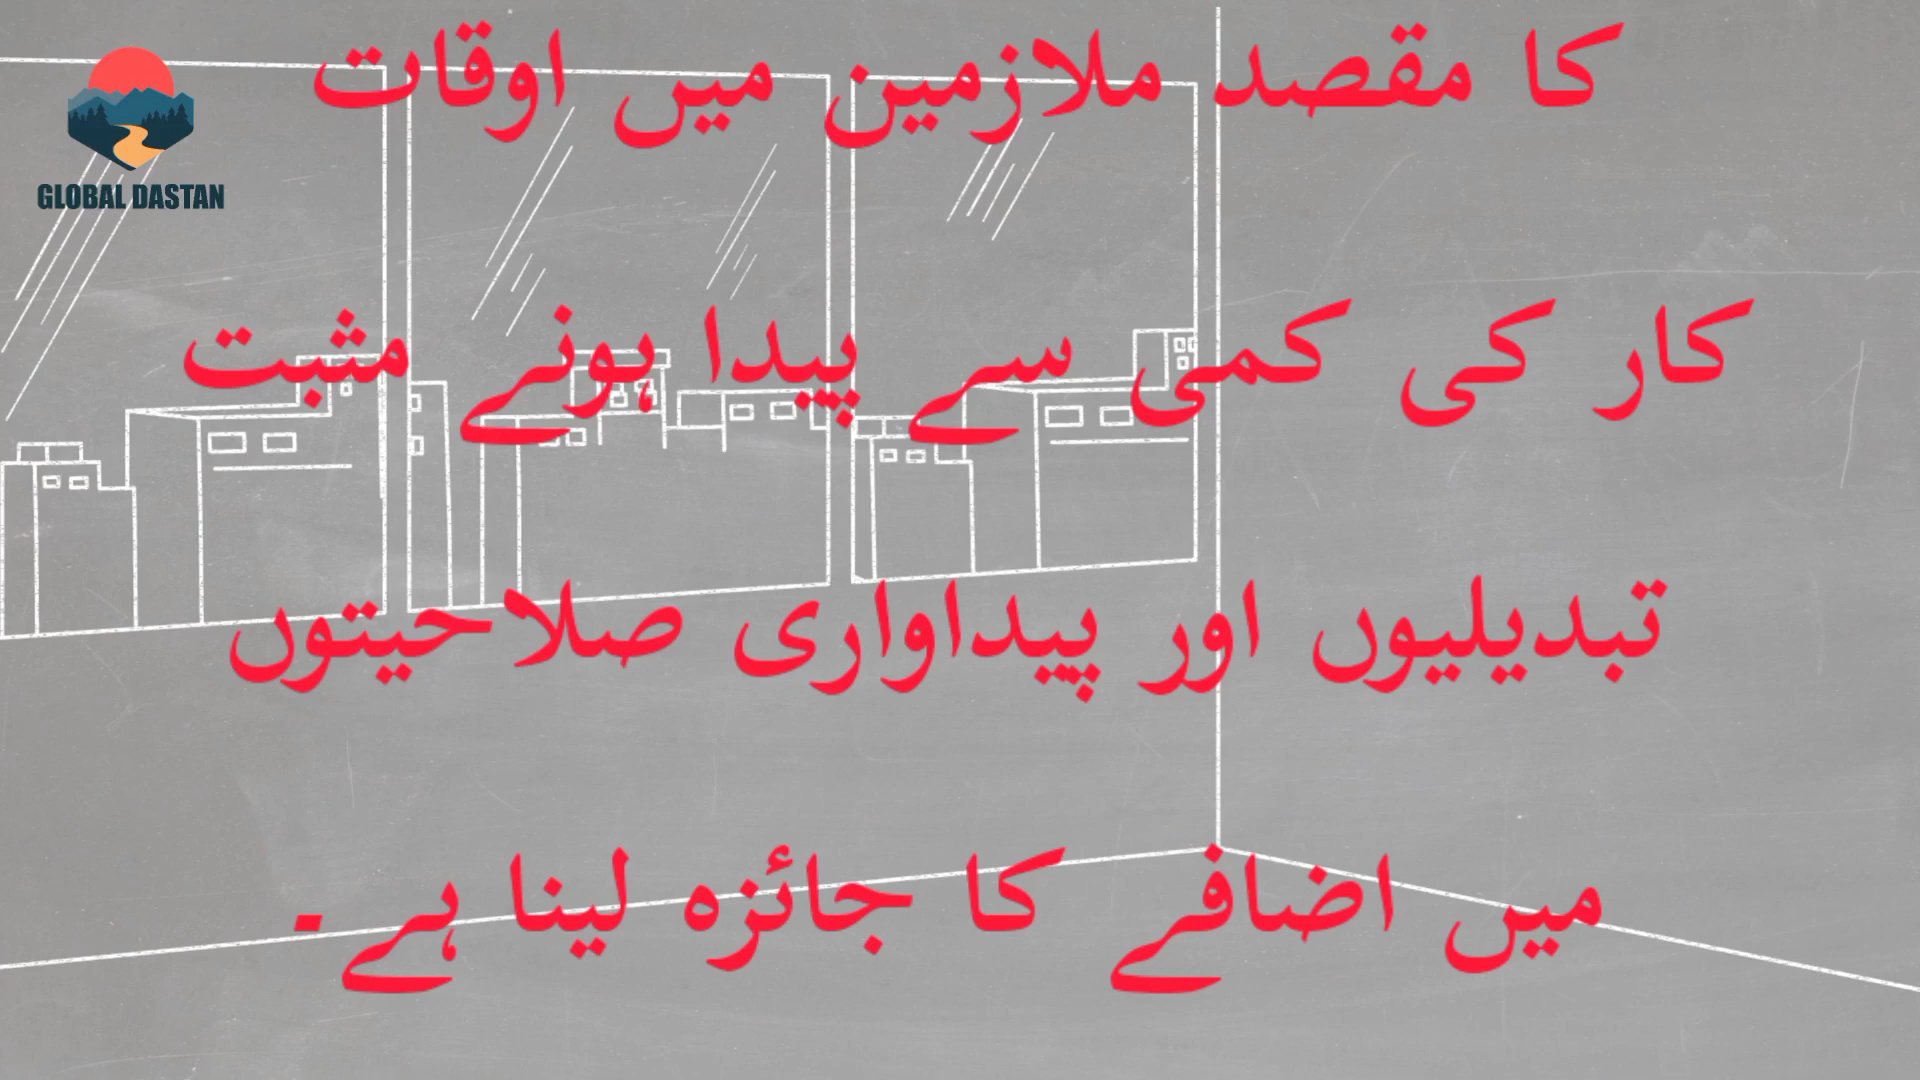 کا مقصد ملازمین میں اوقات
GLOBAL DASTAN
کار کی کمی سے پیدا ہونے مثبت
تبدیلیوں اور پیداواری صلاحیتوں
میں اضافے کا جائزہ لینا ہے.